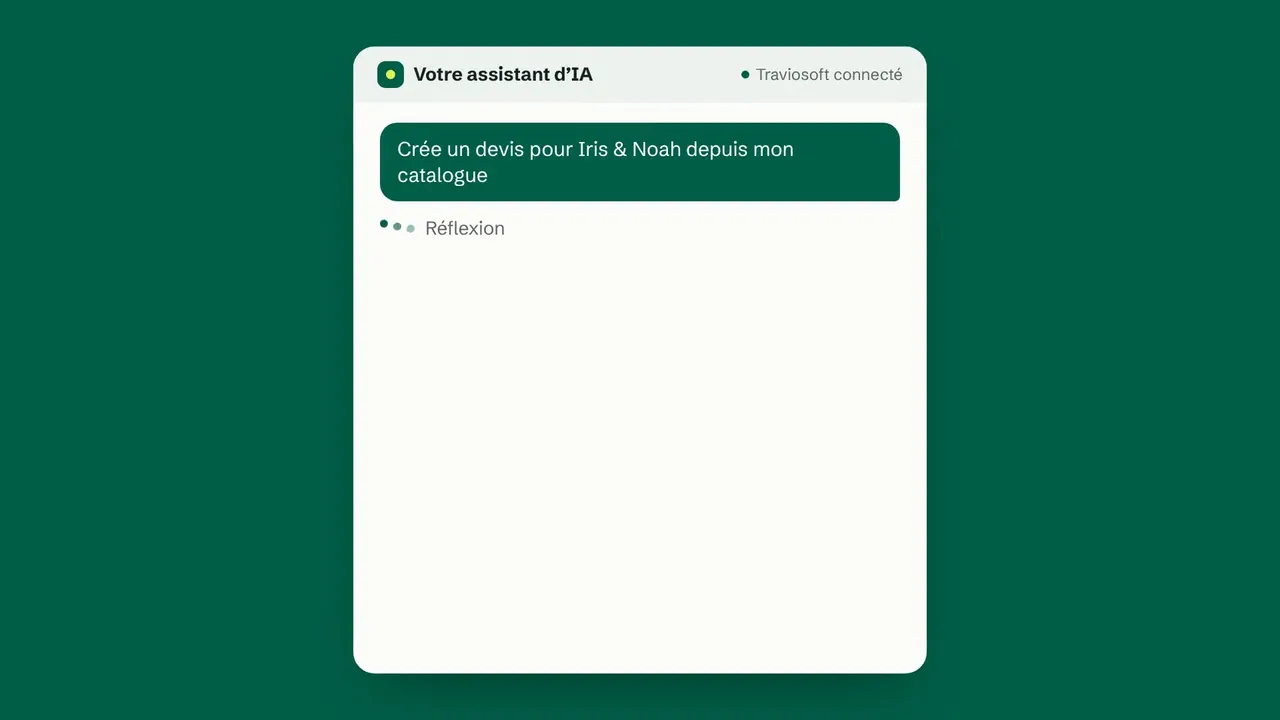 Votre assistant d’IA
Traviosoft connecté
Crée un devis pour Iris & Noah depuis mon
catalogue
Réflexion